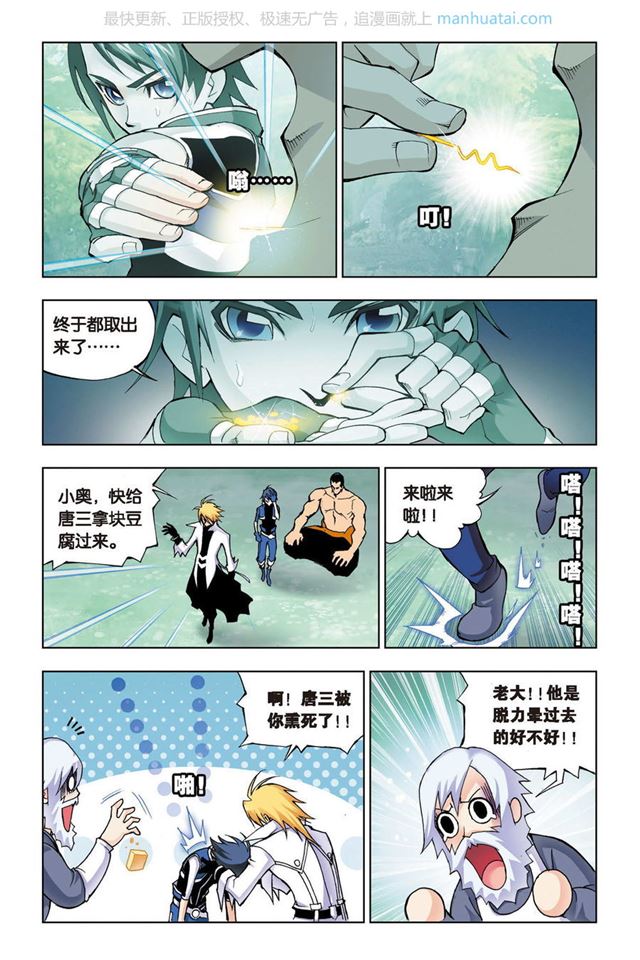 最快更新、正版授权、极速无广告，追漫画就上 manhuatai.com
嗡……
叮！
终于都取出
来了……
小奥，快给
唐三拿块豆
腐过来。
来啦来
啦！！
嗒！嗒！嗒！嗒！
啊！唐三被
你熏死了！！
啪！
老大！！他是
脱力晕过去
的好不好！！